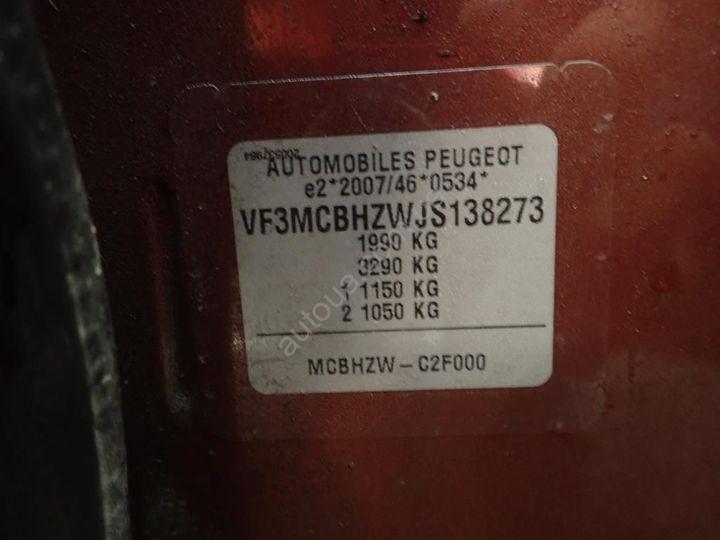 200537984
AUTOMOBILES PEUGEOT
e2*2007/46*0534*
VF3MCBHZWJS138273
1990 KG
3290 KG
1 1150 KG
2 1050 KG
MCBHZW-C2F000